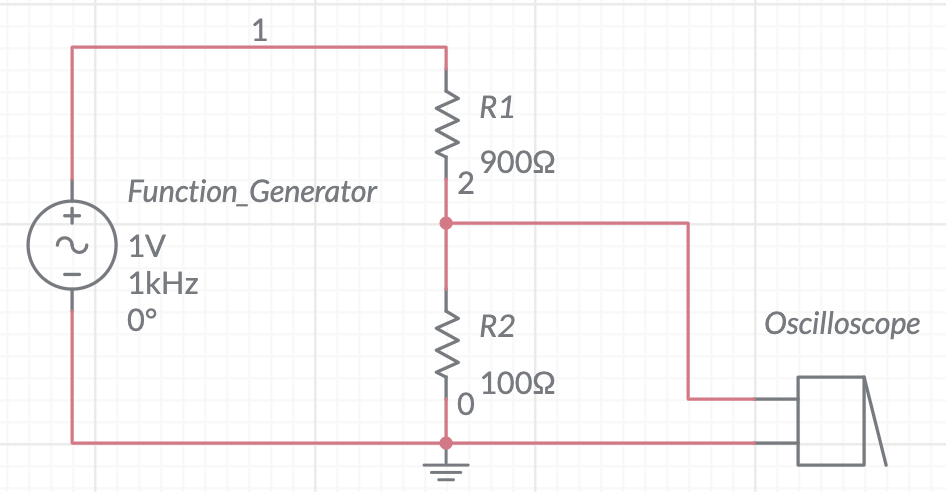 1
R1
900Ω
2
Function_Generator
1V
1kHz
0°
R2
100Ω
0
Oscilloscope